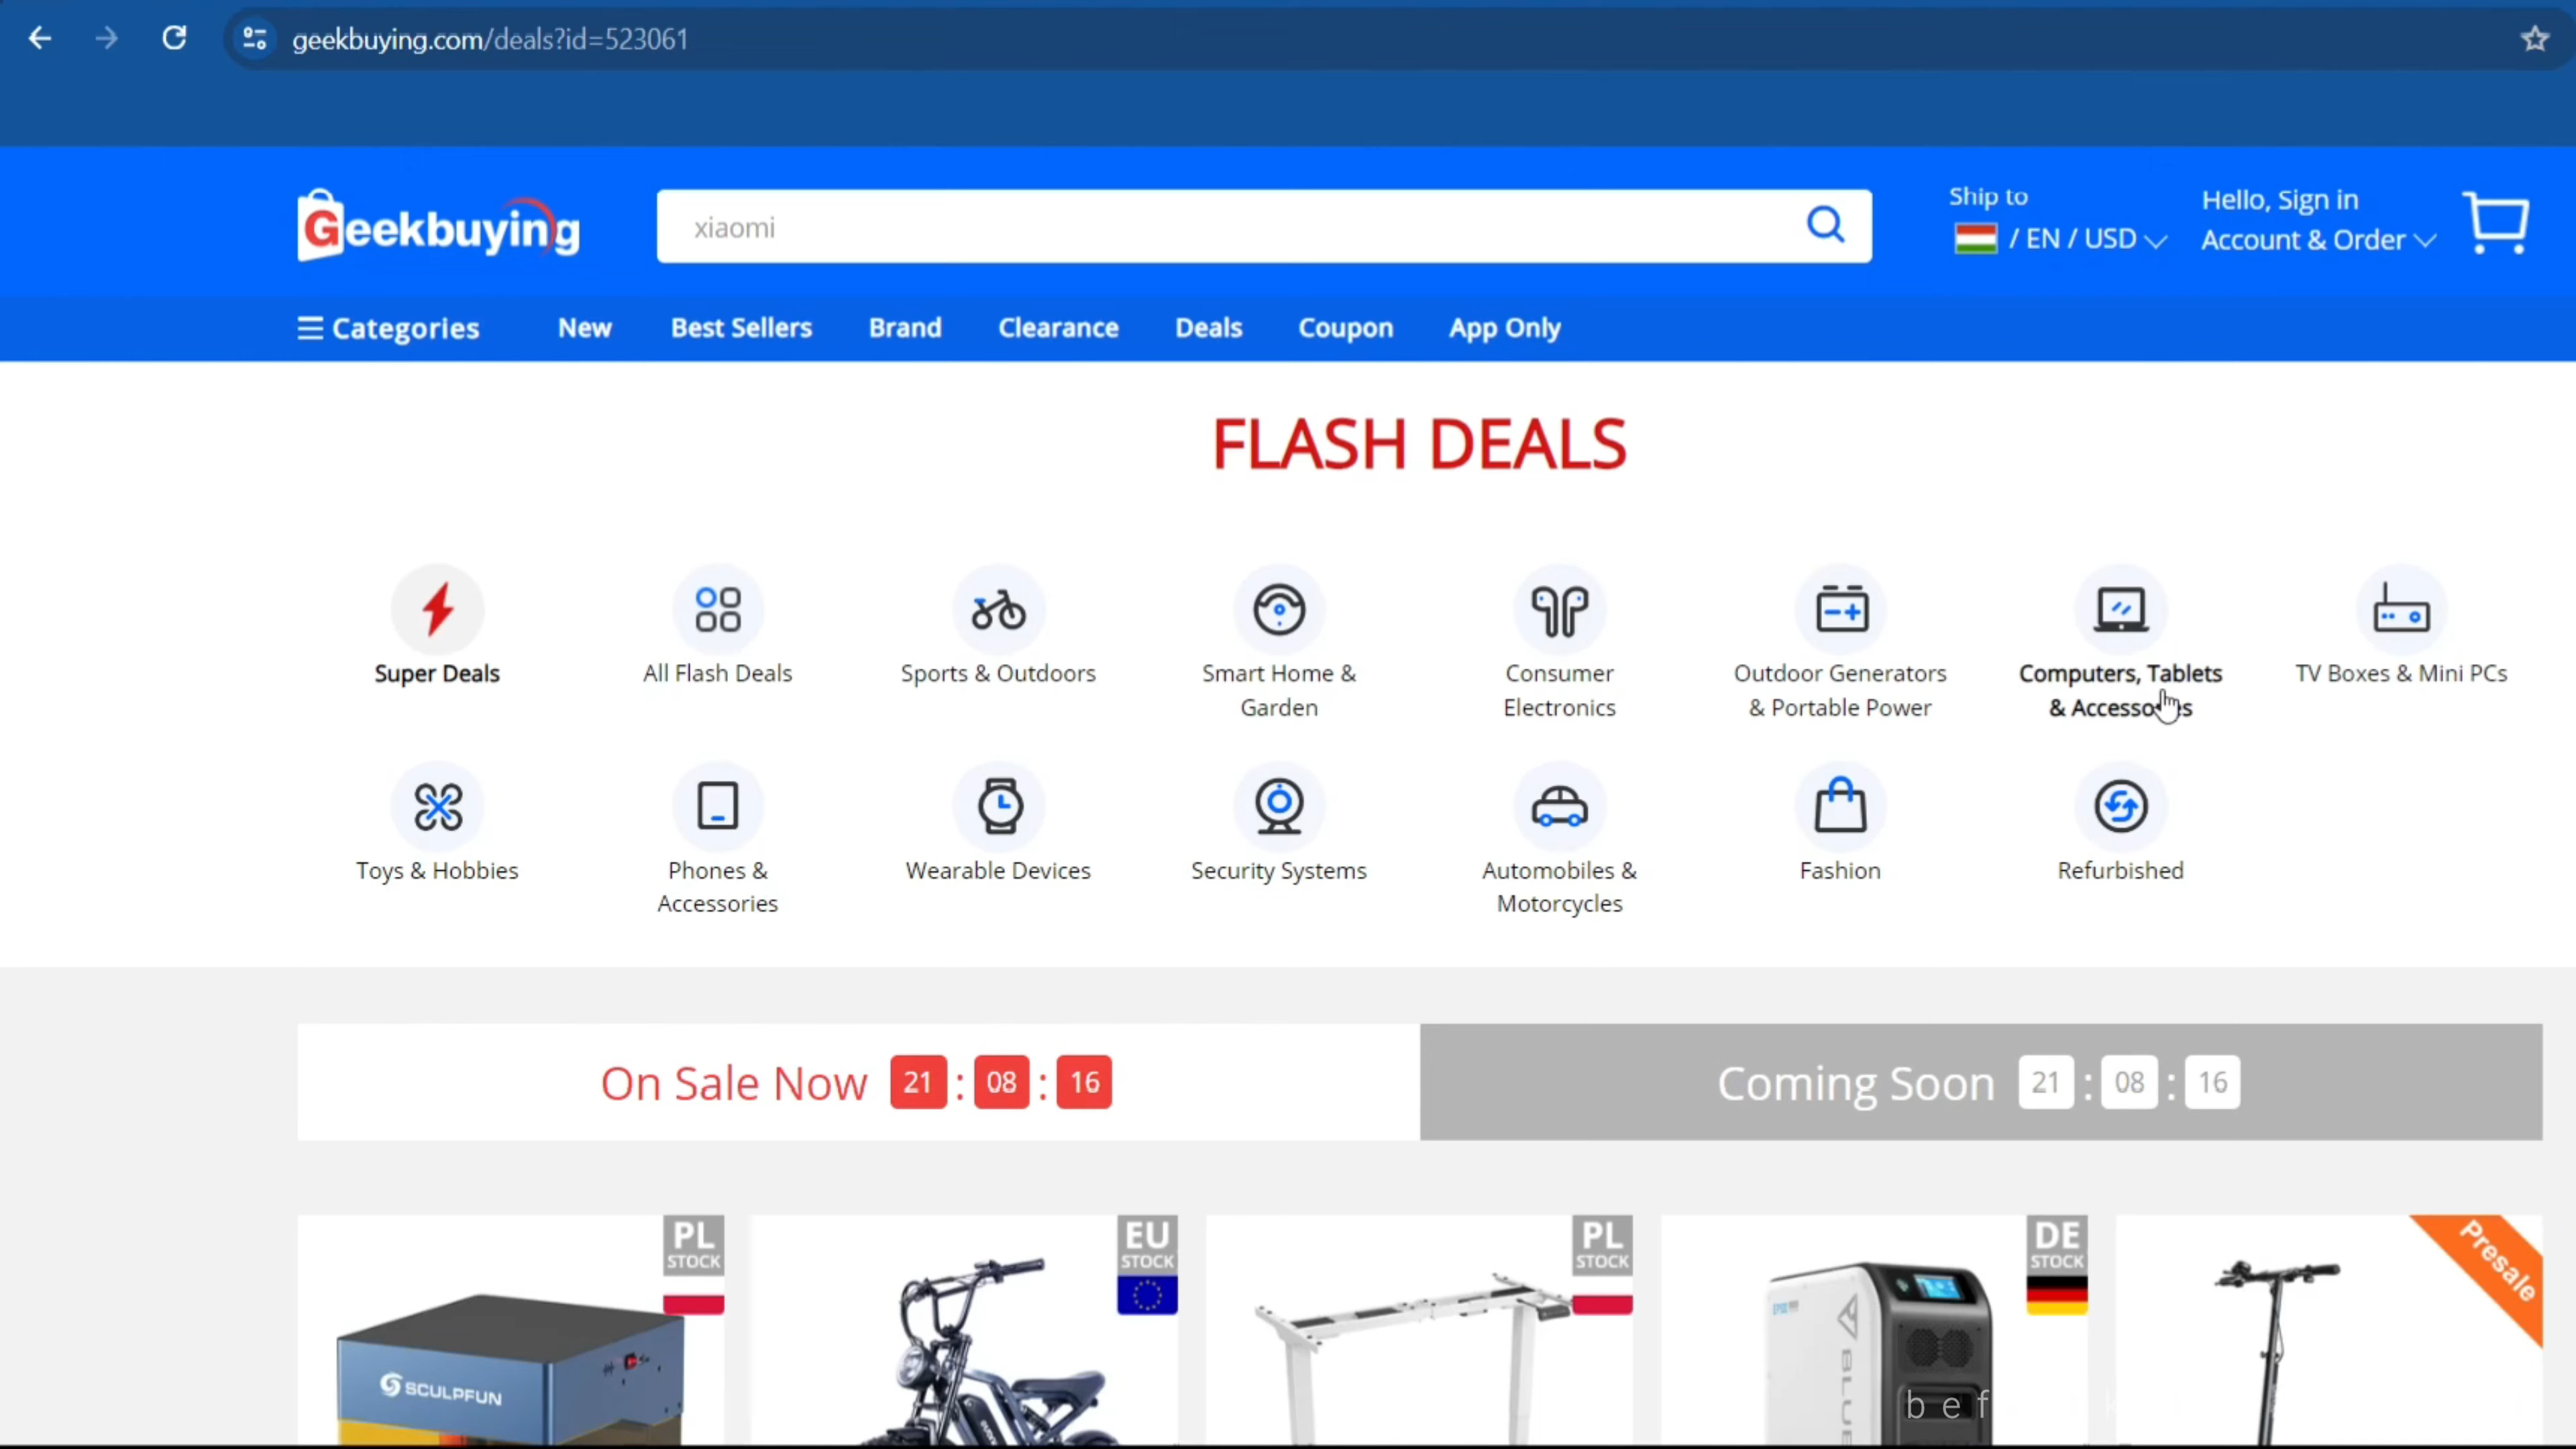 geekbuying.com/deals?id=523061
Geekbuying
xiaomi
Ship to
/ EN / USD
Hello, Sign in
Account & Order
Categories
New
Best Sellers
Brand
Clearance
Deals
Coupon
App Only
FLASH DEALS
Super Deals
All Flash Deals
Sports & Outdoors
Smart Home &
Garden
Consumer
Electronics
Outdoor Generators
& Portable Power
Computers, Tablets
& Accessories
TV Boxes & Mini PCs
Toys & Hobbies
Phones &
Accessories
Wearable Devices
Security Systems
Automobiles &
Motorcycles
Fashion
Refurbished
On Sale Now 21 : 08 : 16
Coming Soon 21 : 08 : 16
PL
STOCK
EU
STOCK
PL
STOCK
DE
STOCK
Presale
SCULPFUN
BLUE
bef